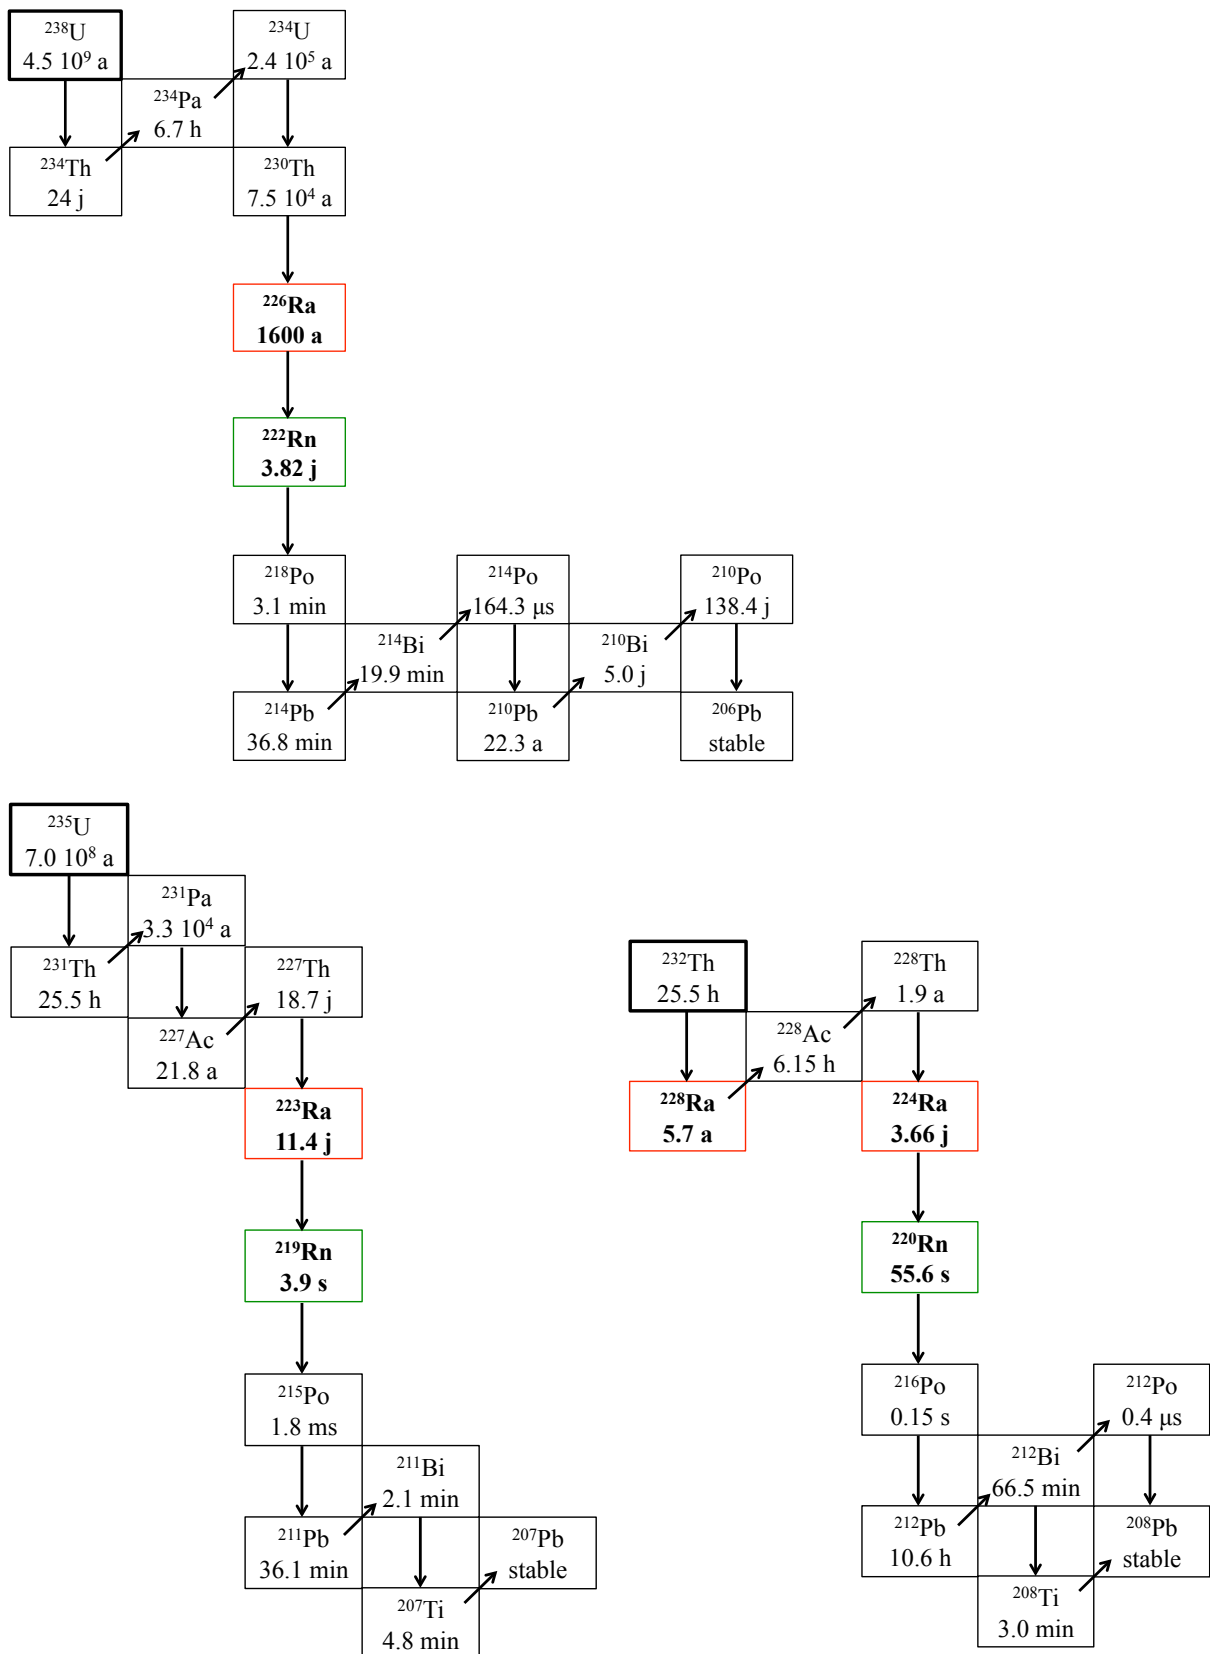 ²³⁸U
4.5 10⁹ a
²³⁴U
2.4 10⁵ a
²³⁴Pa
6.7 h
²³⁴Th
24 j
²³⁰Th
7.5 10⁴ a
²²⁶Ra
1600 a
²²²Rn
3.82 j
²¹⁸Po
3.1 min
²¹⁴Po
164.3 µs
²¹⁰Po
138.4 j
²¹⁴Bi
19.9 min
²¹⁰Bi
5.0 j
²¹⁴Pb
36.8 min
²¹⁰Pb
22.3 a
²⁰⁶Pb
stable
²³⁵U
7.0 10⁸ a
²³¹Pa
3.3 10⁴ a
²³¹Th
25.5 h
²²⁷Th
18.7 j
²²⁷Ac
21.8 a
²²³Ra
11.4 j
²¹⁹Rn
3.9 s
²¹⁵Po
1.8 ms
²¹¹Bi
2.1 min
²¹¹Pb
36.1 min
²⁰⁷Pb
stable
²⁰⁷Ti
4.8 min
²³²Th
25.5 h
²²⁸Th
1.9 a
²²⁸Ac
6.15 h
²²⁸Ra
5.7 a
²²⁴Ra
3.66 j
²²⁰Rn
55.6 s
²¹⁶Po
0.15 s
²¹²Po
0.4 µs
²¹²Bi
66.5 min
²¹²Pb
10.6 h
²⁰⁸Pb
stable
²⁰⁸Ti
3.0 min